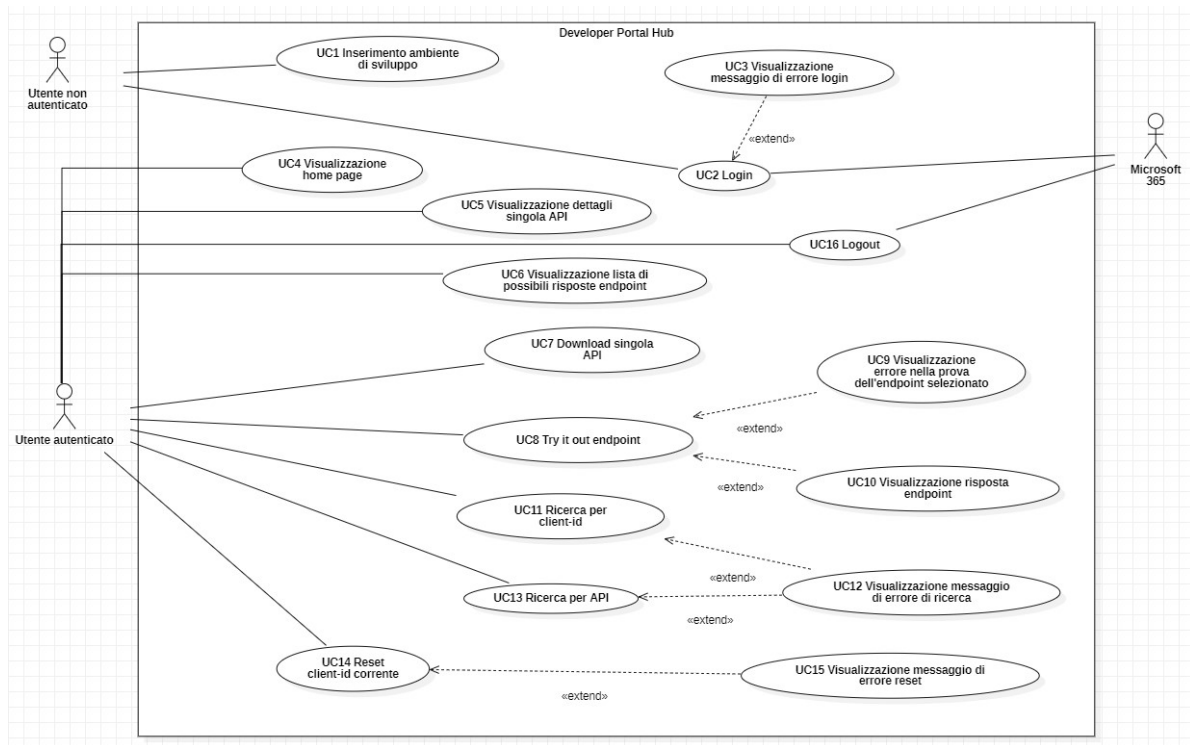 Developer Portal Hub
Utente non
autenticato
UC1 Inserimento ambiente
di sviluppo
UC3 Visualizzazione
messaggio di errore login
«extend»
Microsoft
365
UC4 Visualizzazione
home page
UC2 Login
UC5 Visualizzazione dettagli
singola API
UC16 Logout
UC6 Visualizzazione lista di
possibili risposte endpoint
UC7 Download singola
API
UC9 Visualizzazione
errore nella prova
dell'endpoint selezionato
«extend»
Utente autenticato
UC8 Try it out endpoint
UC10 Visualizzazione risposta
endpoint
«extend»
UC11 Ricerca per
client-id
«extend»
UC12 Visualizzazione messaggio
di errore di ricerca
UC13 Ricerca per API
«extend»
UC14 Reset
client-id corrente
UC15 Visualizzazione messaggio di
errore reset
«extend»